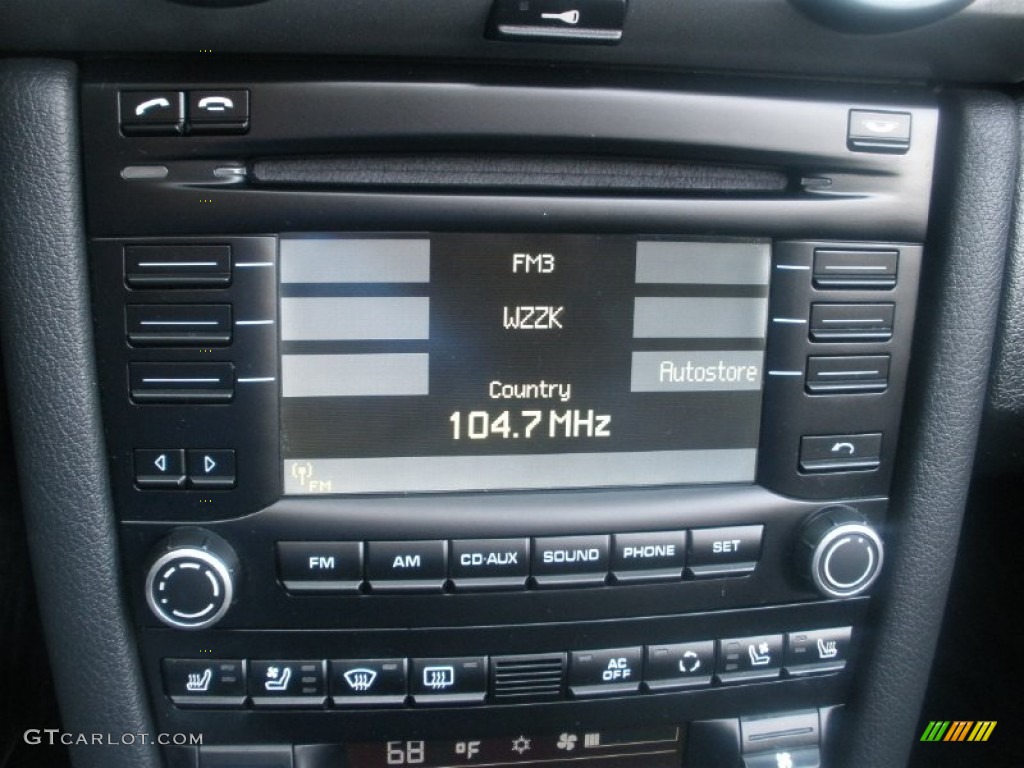 FM3
WZZK
Autostore
Country
104.7 MHz
FM
FM AM CD·AUX SOUND PHONE SET
AC
OFF
68 °F
GTCARLOT.COM